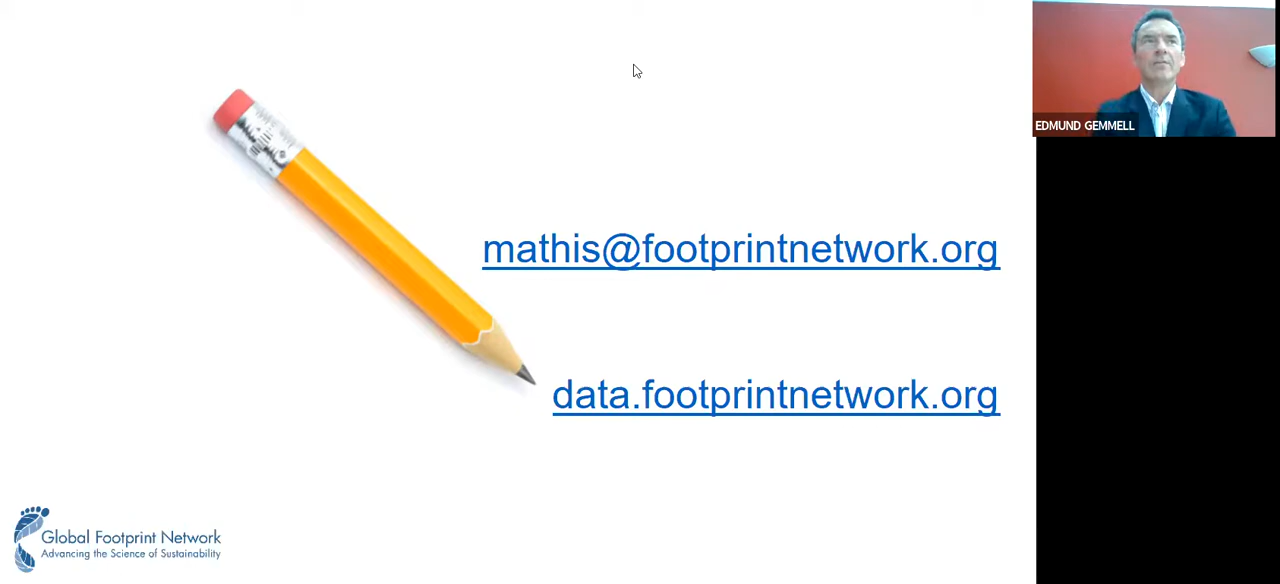 EDMUND GEMMELL
mathis@footprintnetwork.org
data.footprintnetwork.org
Global Footprint Network
Advancing the Science of Sustainability